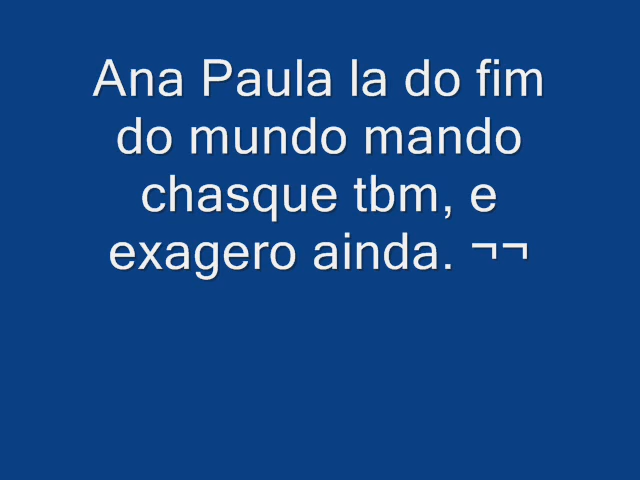 Ana Paula la do fim
do mundo mando
chasque tbm, e
exagero ainda. ¬¬